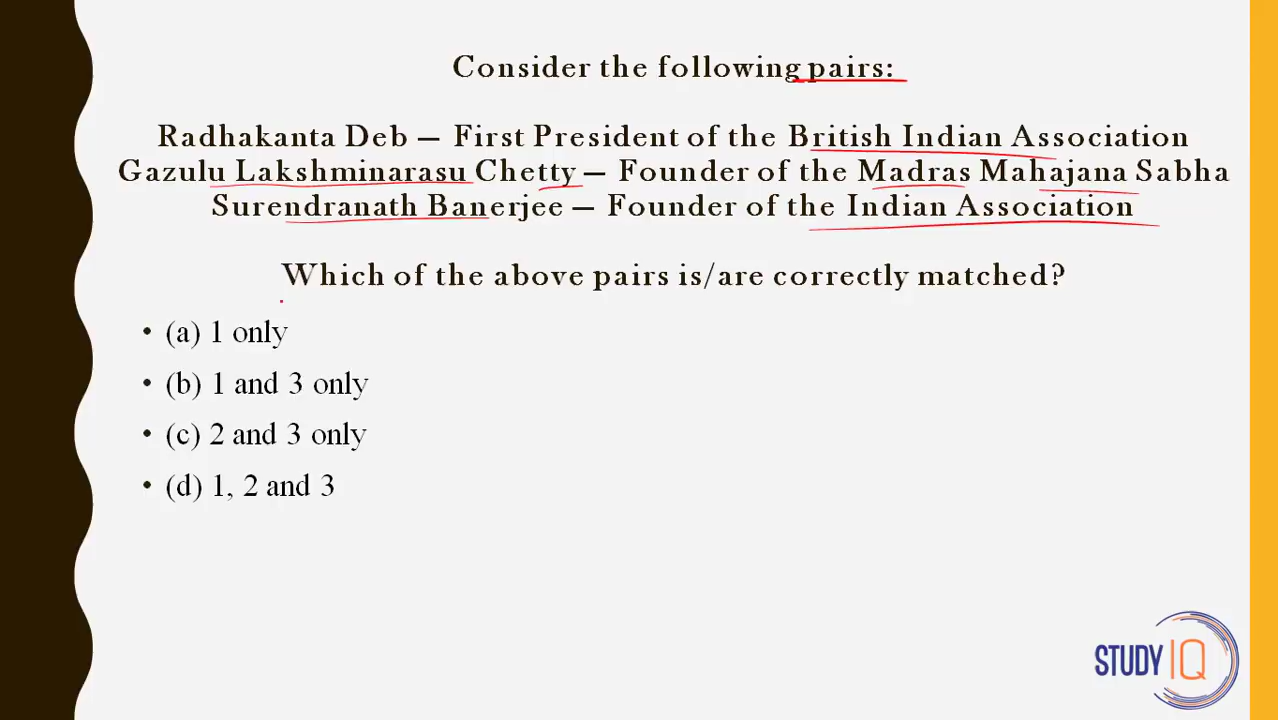 Consider the following pairs:
Radhakanta Deb — First President of the British Indian Association
Gazulu Lakshminarasu Chetty — Founder of the Madras Mahajana Sabha
Surendranath Banerjee — Founder of the Indian Association
Which of the above pairs is/are correctly matched?
• (a) 1 only
• (b) 1 and 3 only
• (c) 2 and 3 only
• (d) 1, 2 and 3
STUDY IQ